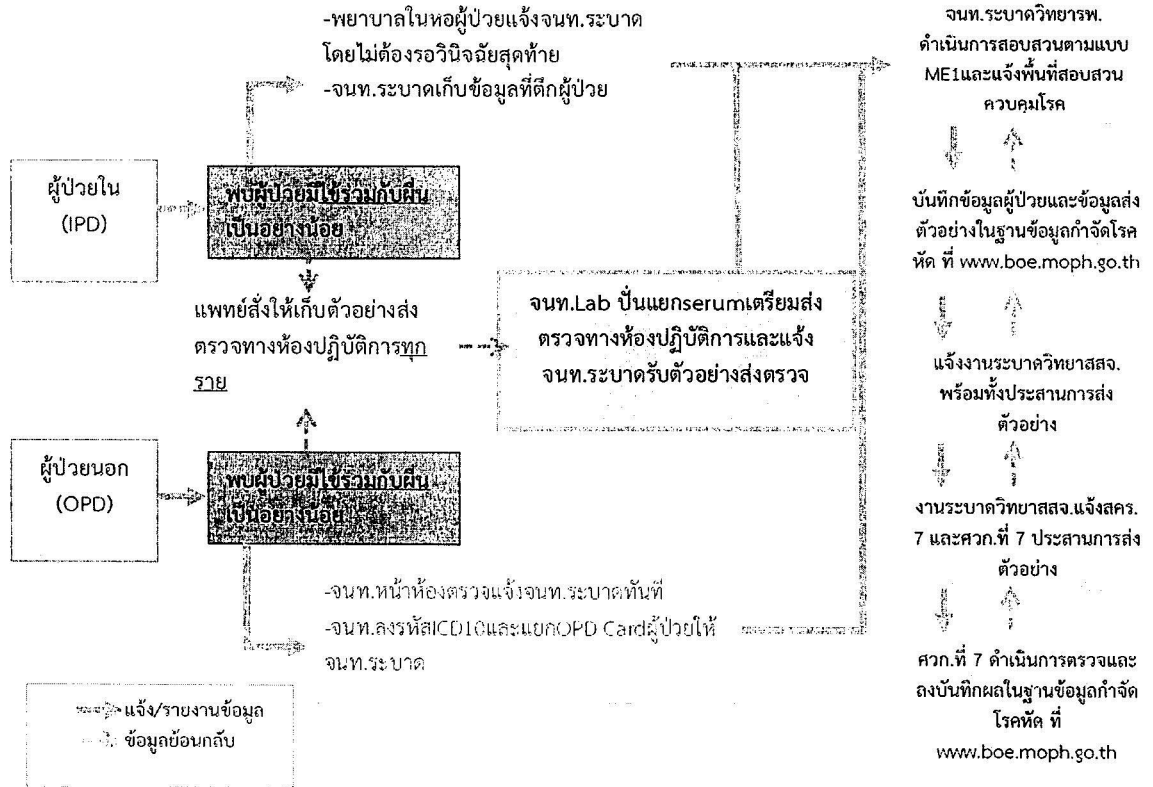 -พยาบาลในหอผู้ป่วยแจ้งจนท.ระบาด
โดยไม่ต้องรอวินิจฉัยสุดท้าย
-จนท.ระบาดเก็บข้อมูลที่ตึกผู้ป่วย
ผู้ป่วยใน
(IPD)
พบผู้ป่วยมีไข้ร่วมกับผื่น
เป็นอย่างน้อย
แพทย์สั่งให้เก็บตัวอย่างส่ง
ตรวจทางห้องปฏิบัติการทุก
ราย
จนท.Lab ปั่นแยกserumเตรียมส่ง
ตรวจทางห้องปฏิบัติการและแจ้ง
จนท.ระบาดรับตัวอย่างส่งตรวจ
ผู้ป่วยนอก
(OPD)
พบผู้ป่วยมีไข้ร่วมกับผื่น
เป็นอย่างน้อย
-จนท.หน้าห้องตรวจแจ้งจนท.ระบาดทันที
-จนท.ลงรหัสICD10และแยกOPD Cardผู้ป่วยให้
จนท.ระบาด
แจ้ง/รายงานข้อมูล
ข้อมูลย้อนกลับ
จนท.ระบาดวิทยารพ.
ดำเนินการสอบสวนตามแบบ
ME1และแจ้งพื้นที่สอบสวน
ควบคุมโรค
บันทึกข้อมูลผู้ป่วยและข้อมูลส่ง
ตัวอย่างในฐานข้อมูลกำจัดโรค
หัด ที่ www.boe.moph.go.th
แจ้งงานระบาดวิทยาสสจ.
พร้อมทั้งประสานการส่ง
ตัวอย่าง
งานระบาดวิทยาสสจ.แจ้งสคร.
7 และศวก.ที่ 7 ประสานการส่ง
ตัวอย่าง
ศวก.ที่ 7 ดำเนินการตรวจและ
ลงบันทึกผลในฐานข้อมูลกำจัด
โรคหัด ที่
www.boe.moph.go.th